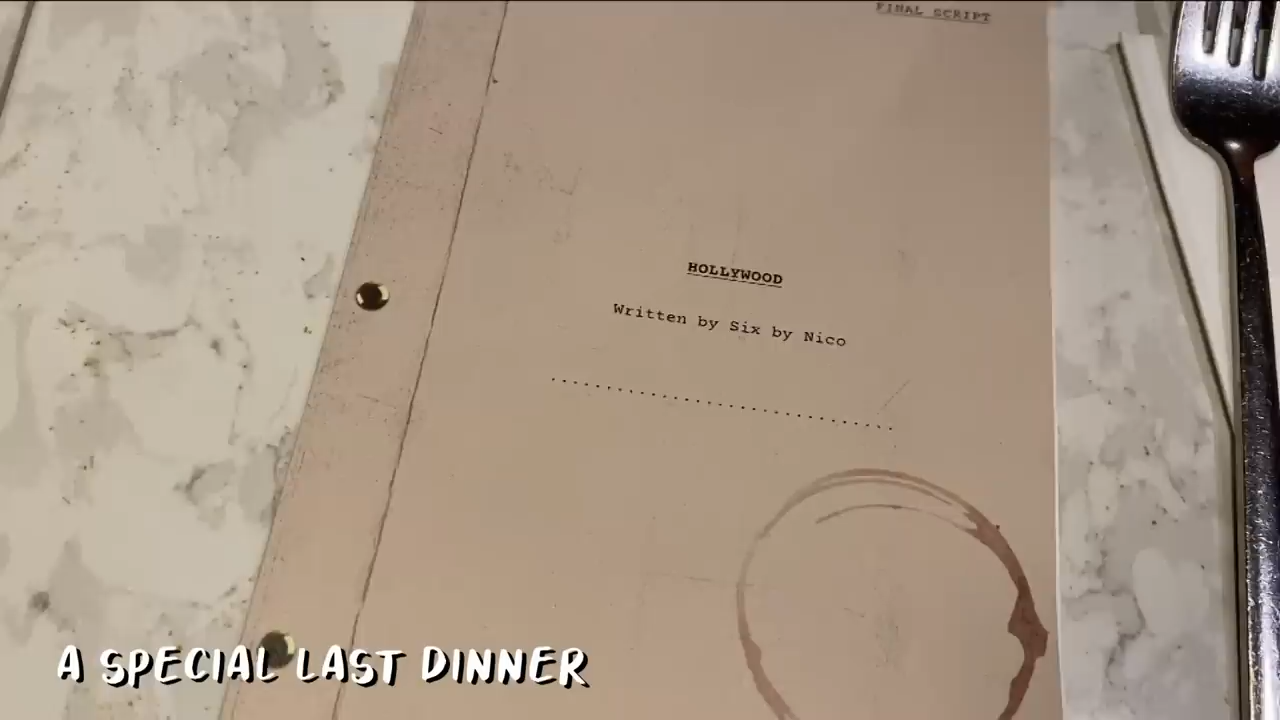 FINAL SCRIPT
HOLLYWOOD
Written by Six by Nico
A SPECIAL LAST DINNER